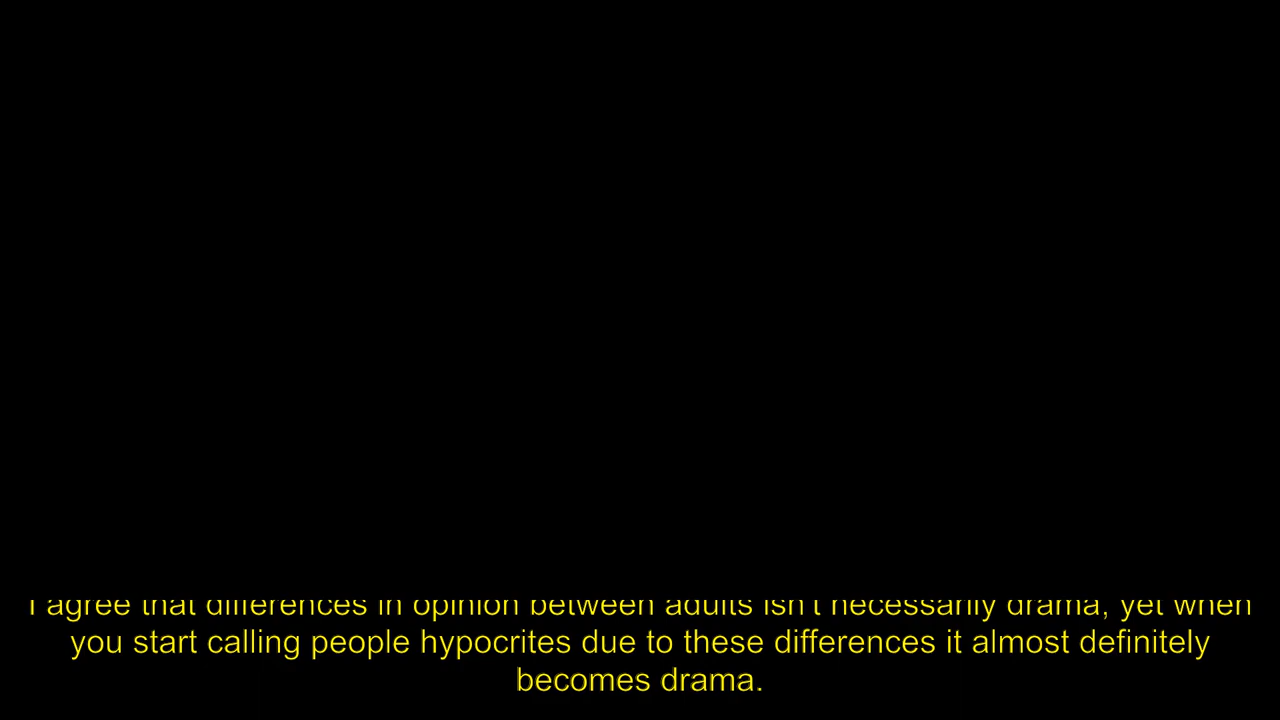 I agree that differences in opinion between adults isn't necessarily drama, yet when
you start calling people hypocrites due to these differences it almost definitely
becomes drama.